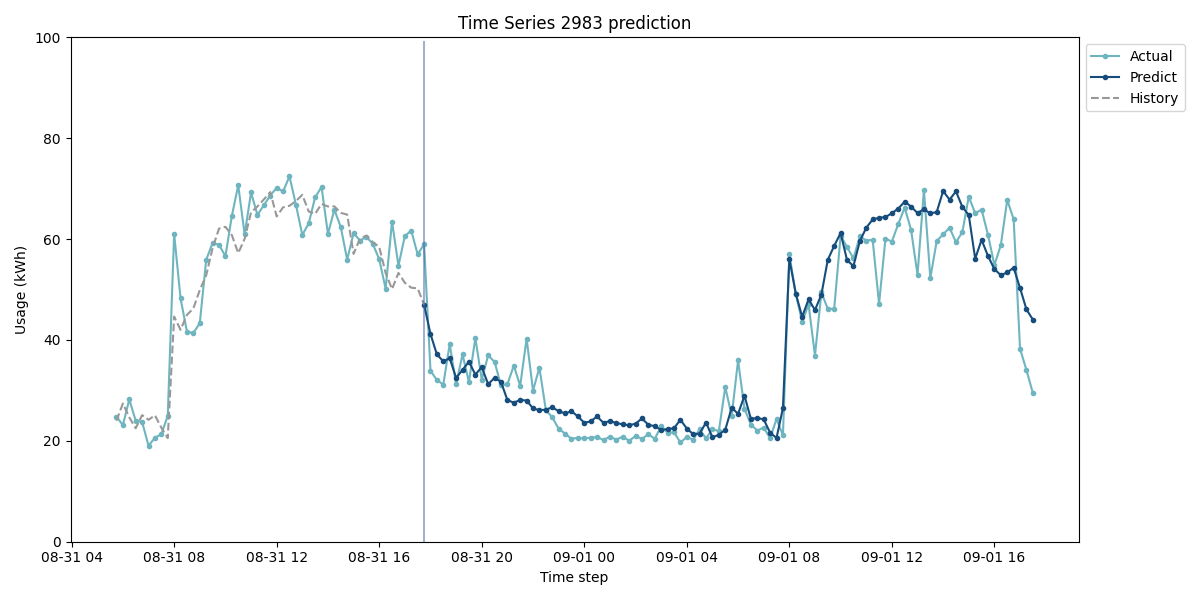 Time Series 2983 prediction
Usage (kWh)
100
80
60
40
20
0
08-31 04
08-31 08
08-31 12
08-31 16
08-31 20
09-01 00
09-01 04
09-01 08
09-01 12
09-01 16
Time step
Actual
Predict
History